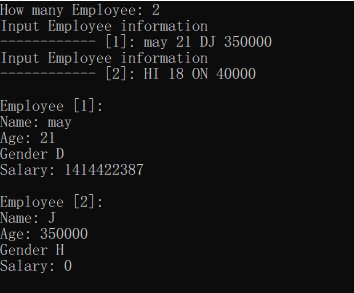 How many Employee: 2
Input Employee information
------------ [1]: may 21 DJ 350000
Input Employee information
------------ [2]: HI 18 ON 40000
Employee [1]:
Name: may
Age: 21
Gender D
Salary: 1414422387
Employee [2]:
Name: J
Age: 350000
Gender H
Salary: 0